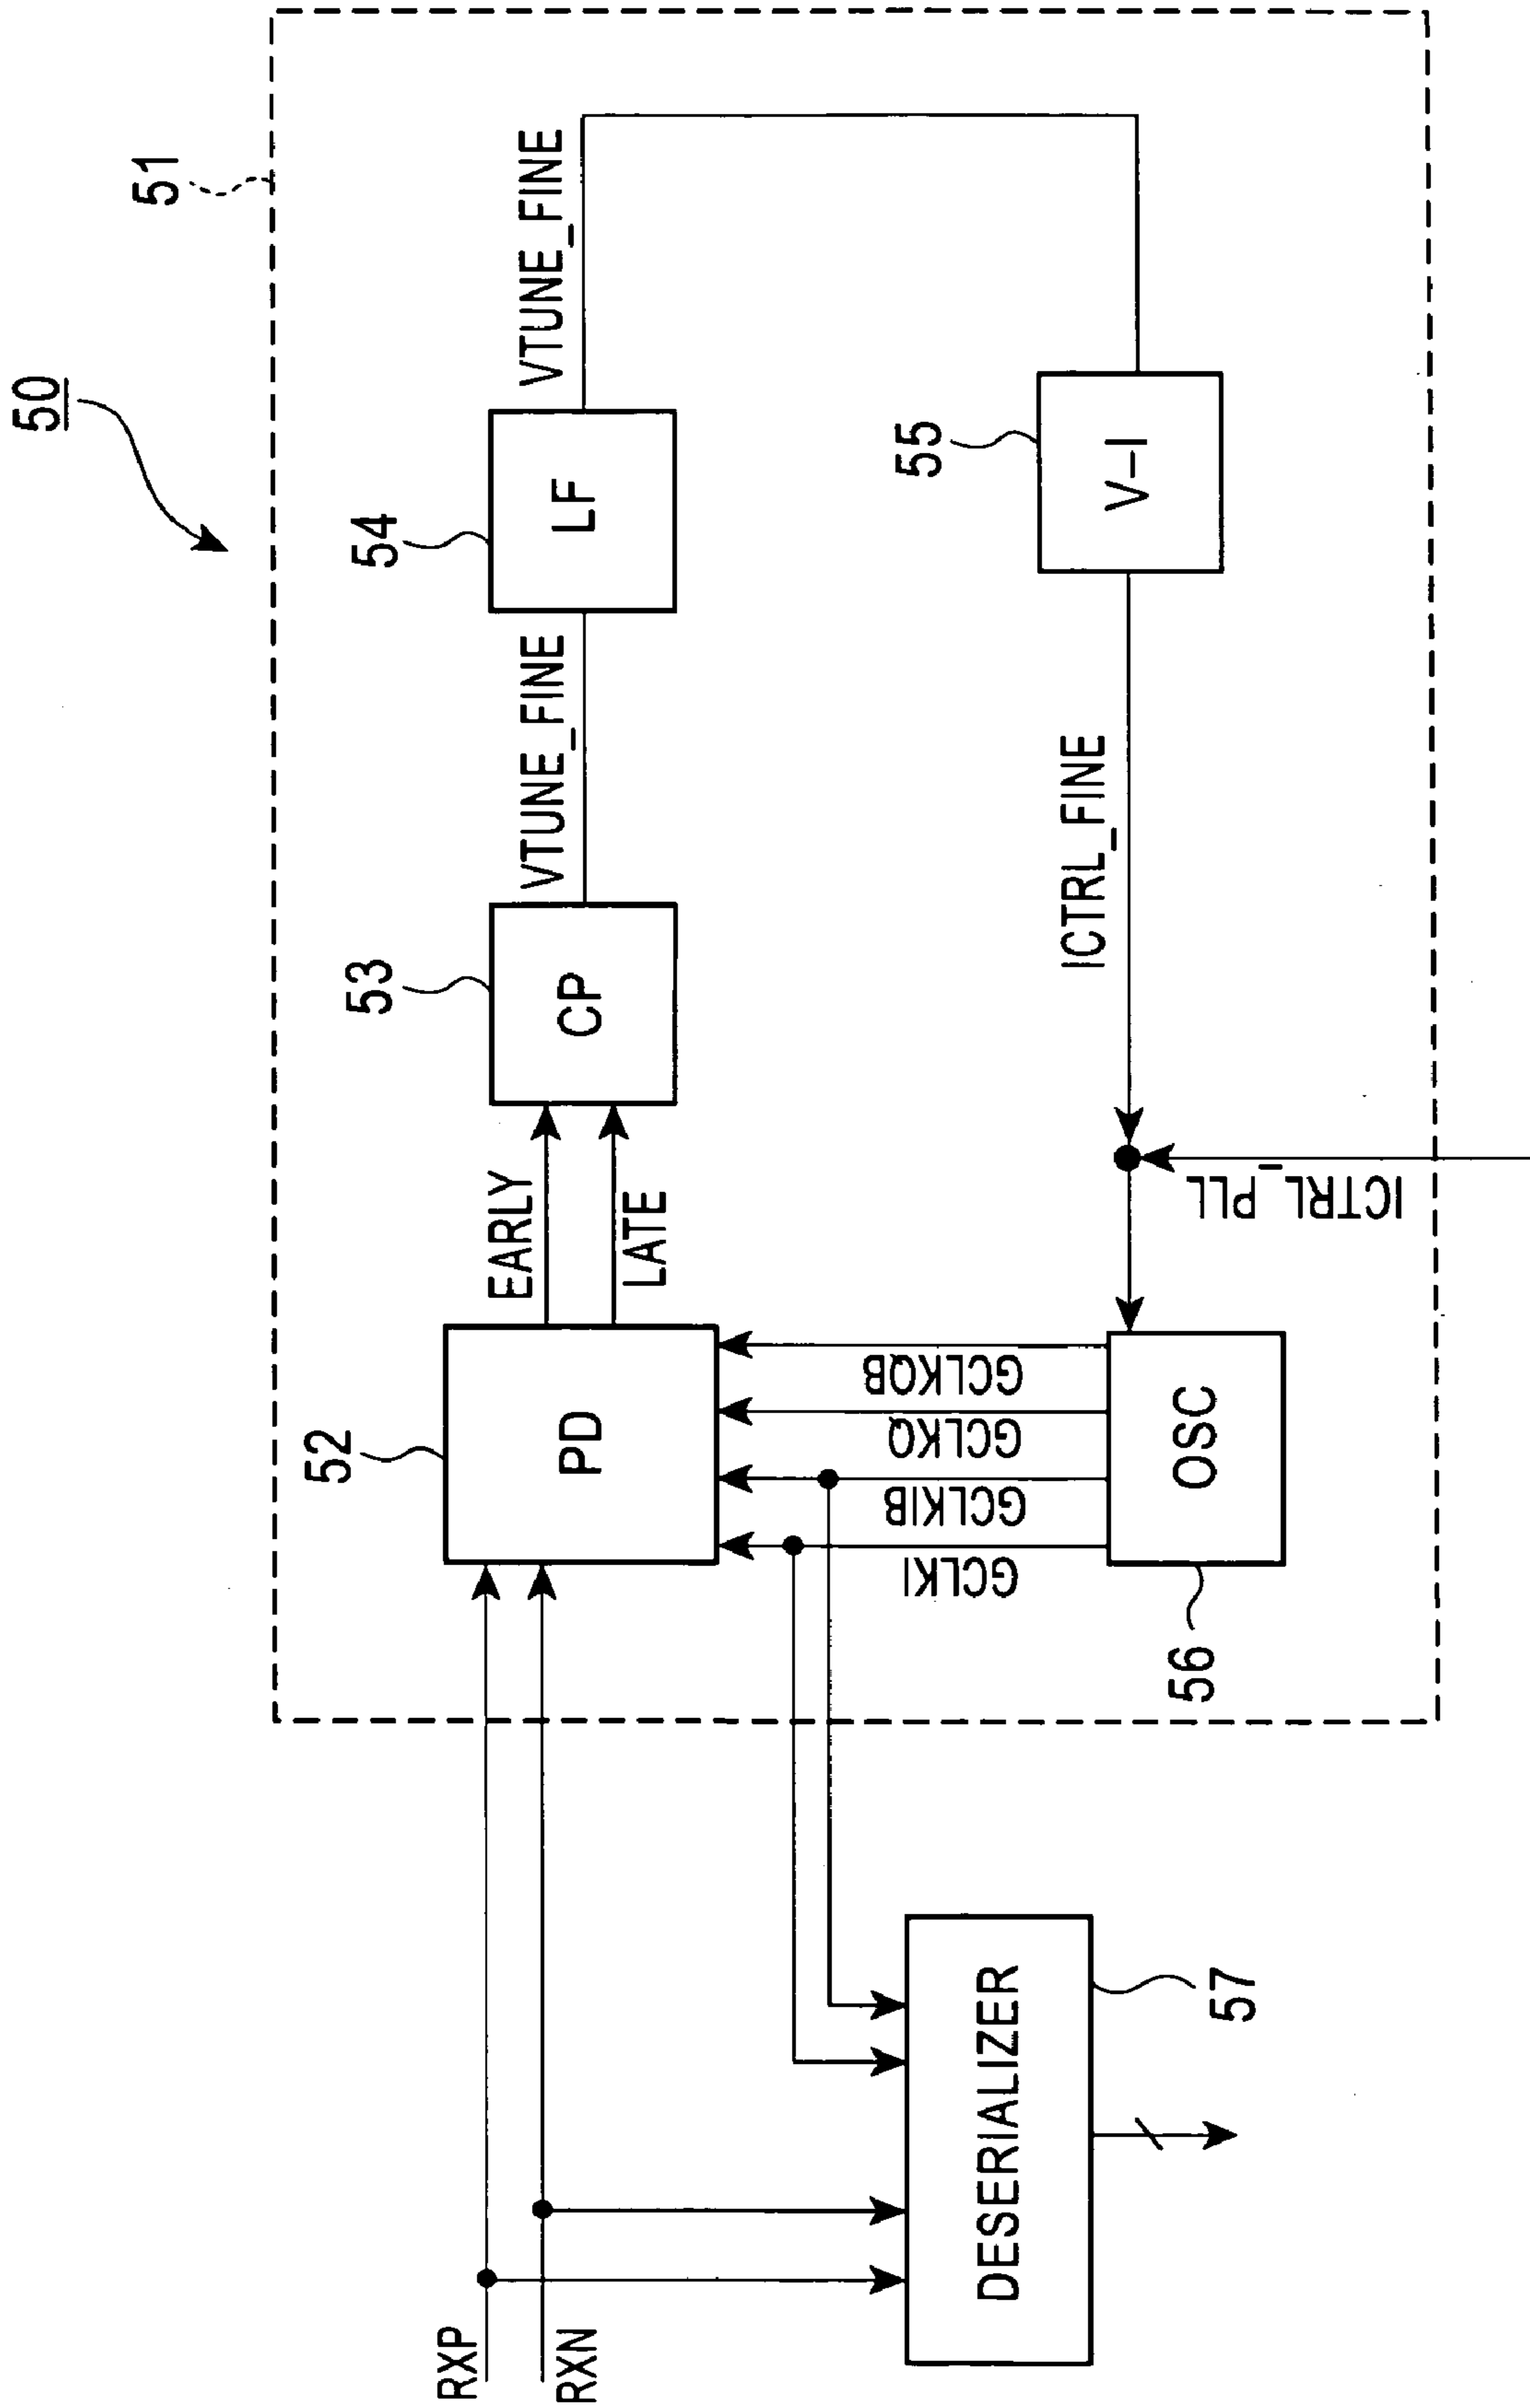 50
51
52
PD
EARLY
LATE
53
CP
VTUNE_FINE
54
LF
VTUNE_FINE
55
V-I
ICTRL_FINE
ICTRL_PLL
GCLKI
GCLKIB
GCLKQ
GCLKQB
OSC
56
RXP
RXN
DESERIALIZER
57